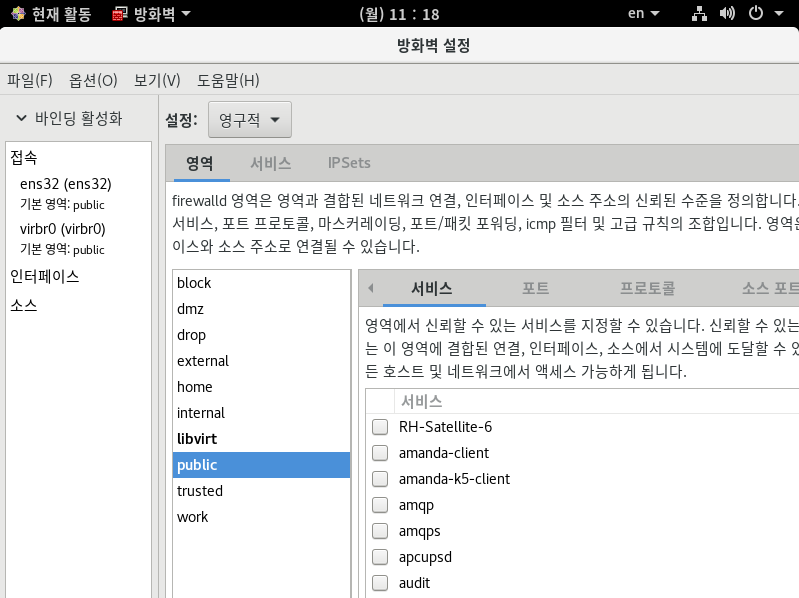 현재 활동 방화벽 (월) 11 : 18 en
방화벽 설정
파일(F) 옵션(O) 보기(V) 도움말(H)
바인딩 활성화
설정: 영구적
접속
ens32 (ens32)
기본 영역: public
virbr0 (virbr0)
기본 영역: public
인터페이스
소스
영역 서비스 IPSets
firewalld 영역은 영역과 결합된 네트워크 연결, 인터페이스 및 소스 주소의 신뢰된 수준을 정의합니다.
서비스, 포트 프로토콜, 마스커레이딩, 포트/패킷 포워딩, icmp 필터 및 고급 규칙의 조합입니다. 영역은
이스와 소스 주소로 연결될 수 있습니다.
block
dmz
drop
external
home
internal
libvirt
public
trusted
work
서비스 포트 프로토콜 소스 포트
영역에서 신뢰할 수 있는 서비스를 지정할 수 있습니다. 신뢰할 수 있는
는 이 영역에 결합된 연결, 인터페이스, 소스에서 시스템에 도달할 수 있
든 호스트 및 네트워크에서 액세스 가능하게 됩니다.
서비스
RH-Satellite-6
amanda-client
amanda-k5-client
amqp
amqps
apcupsd
audit